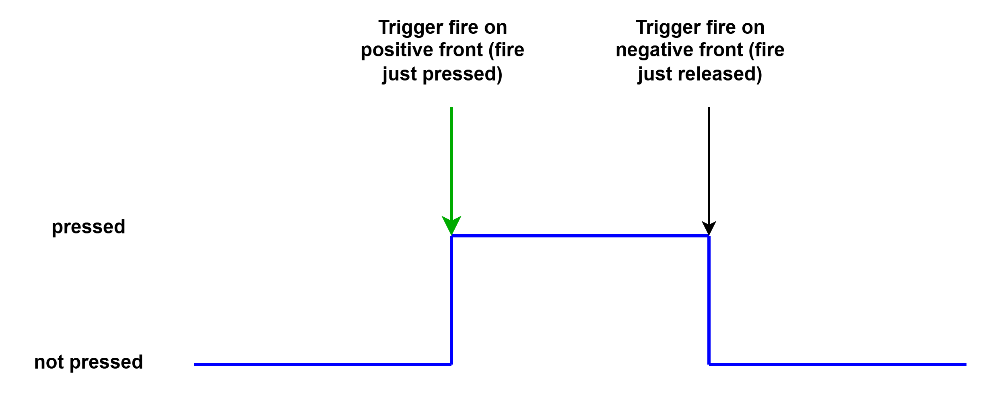 Trigger fire on
positive front (fire
just pressed)
Trigger fire on
negative front (fire
just released)
pressed
not pressed